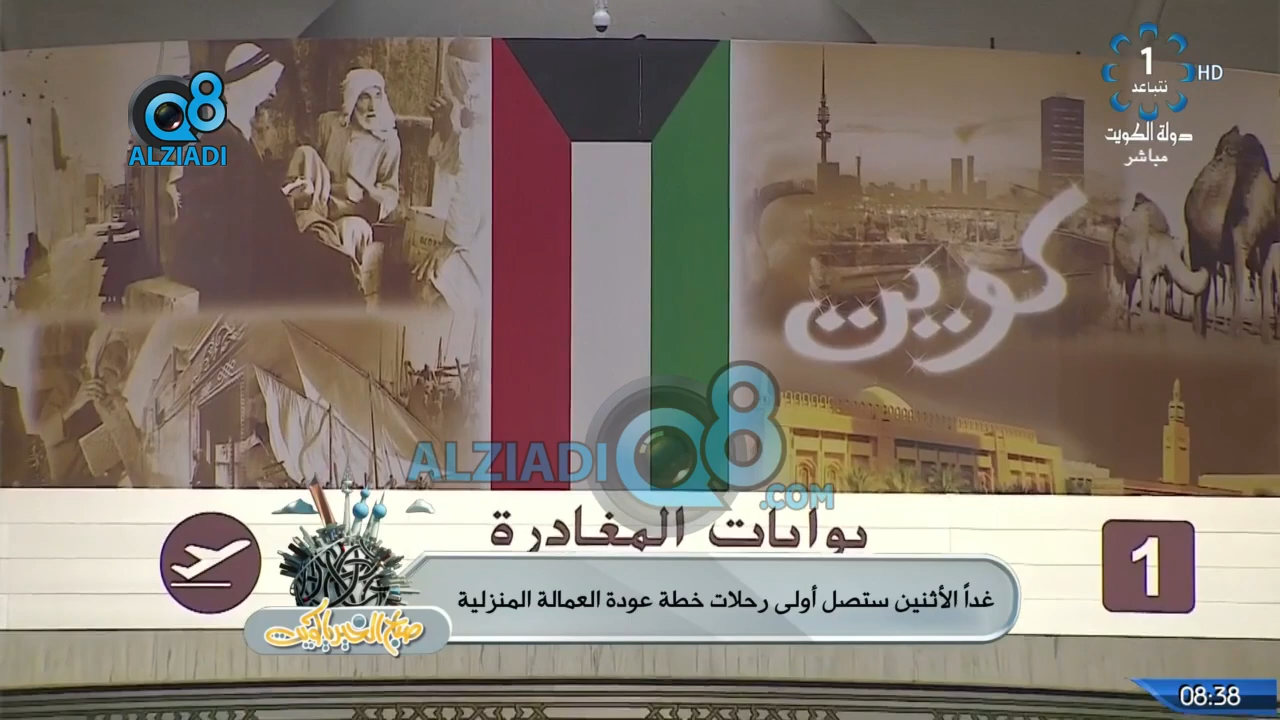 Q8
ALZIADI
1
نتباعد
HD
دولة الكويت
مباشر
كويت
ALZIADI Q8
.COM
بوابات المغادرة
1
غداً الأثنين ستصل أولى رحلات خطة عودة العمالة المنزلية
صباح الخير يا كويت
08:38